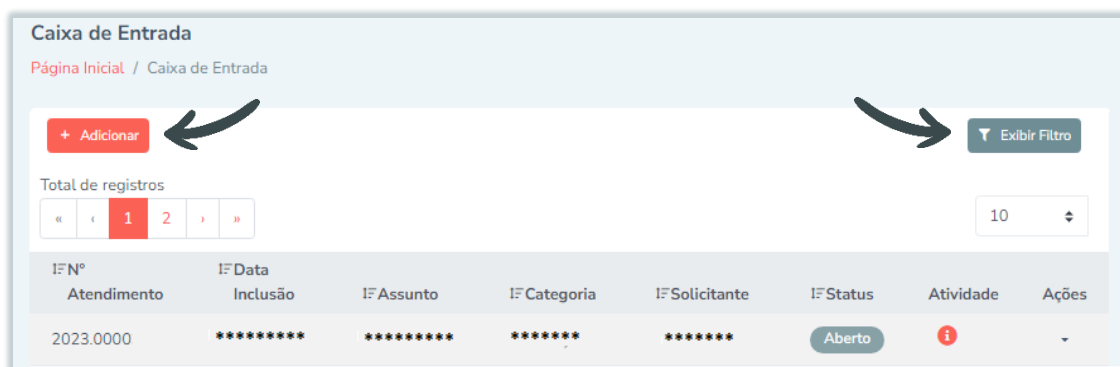 Caixa de Entrada
Página Inicial / Caixa de Entrada
+ Adicionar
Exibir Filtro
Total de registros
« ‹ 1 2 › »
10
Nº Atendimento Data Inclusão Assunto Categoria Solicitante Status Atividade Ações
2023.0000 ********* ********* ******* ******* Aberto